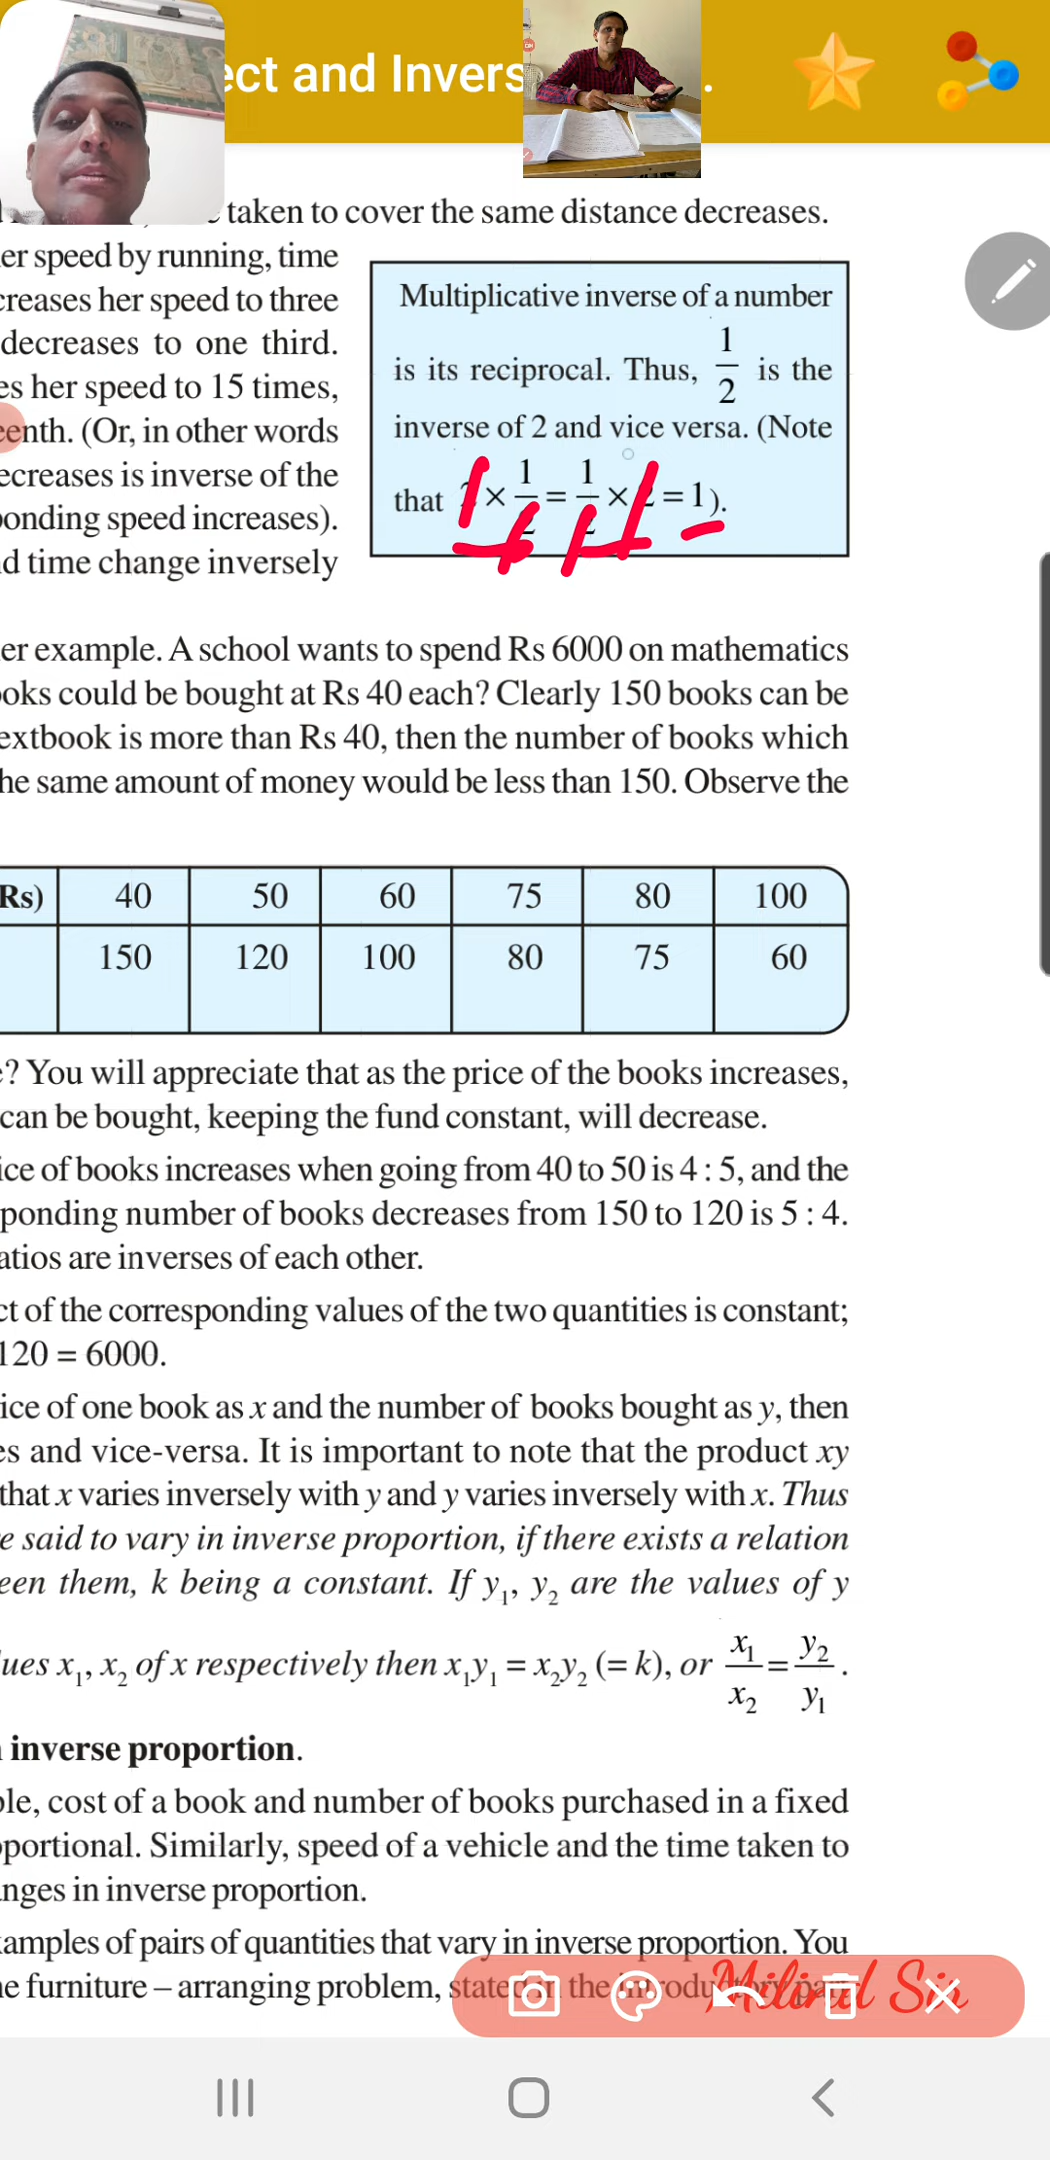 ect and Invers
taken to cover the same distance decreases.
er speed by running, time
creases her speed to three
decreases to one third.
es her speed to 15 times,
enth. (Or, in other words
ecreases is inverse of the
onding speed increases).
d time change inversely
Multiplicative inverse of a number
is its reciprocal. Thus, 1/2 is the
inverse of 2 and vice versa. (Note
that × 1/ = 1/ × = 1).
er example. A school wants to spend Rs 6000 on mathematics
oks could be bought at Rs 40 each? Clearly 150 books can be
extbook is more than Rs 40, then the number of books which
he same amount of money would be less than 150. Observe the
Rs) 40 50 60 75 80 100
150 120 100 80 75 60
? You will appreciate that as the price of the books increases,
can be bought, keeping the fund constant, will decrease.
ice of books increases when going from 40 to 50 is 4 : 5, and the
ponding number of books decreases from 150 to 120 is 5 : 4.
atios are inverses of each other.
ct of the corresponding values of the two quantities is constant;
120 = 6000.
ice of one book as x and the number of books bought as y, then
es and vice-versa. It is important to note that the product xy
that x varies inversely with y and y varies inversely with x. Thus
e said to vary in inverse proportion, if there exists a relation
een them, k being a constant. If y₁, y₂ are the values of y
ues x₁, x₂ of x respectively then x₁y₁ = x₂y₂ (= k), or x₁/x₂ = y₂/y₁ .
inverse proportion.
ple, cost of a book and number of books purchased in a fixed
portional. Similarly, speed of a vehicle and the time taken to
nges in inverse proportion.
amples of pairs of quantities that vary in inverse proportion. You
e furniture – arranging problem, stated in the
Milind Sir